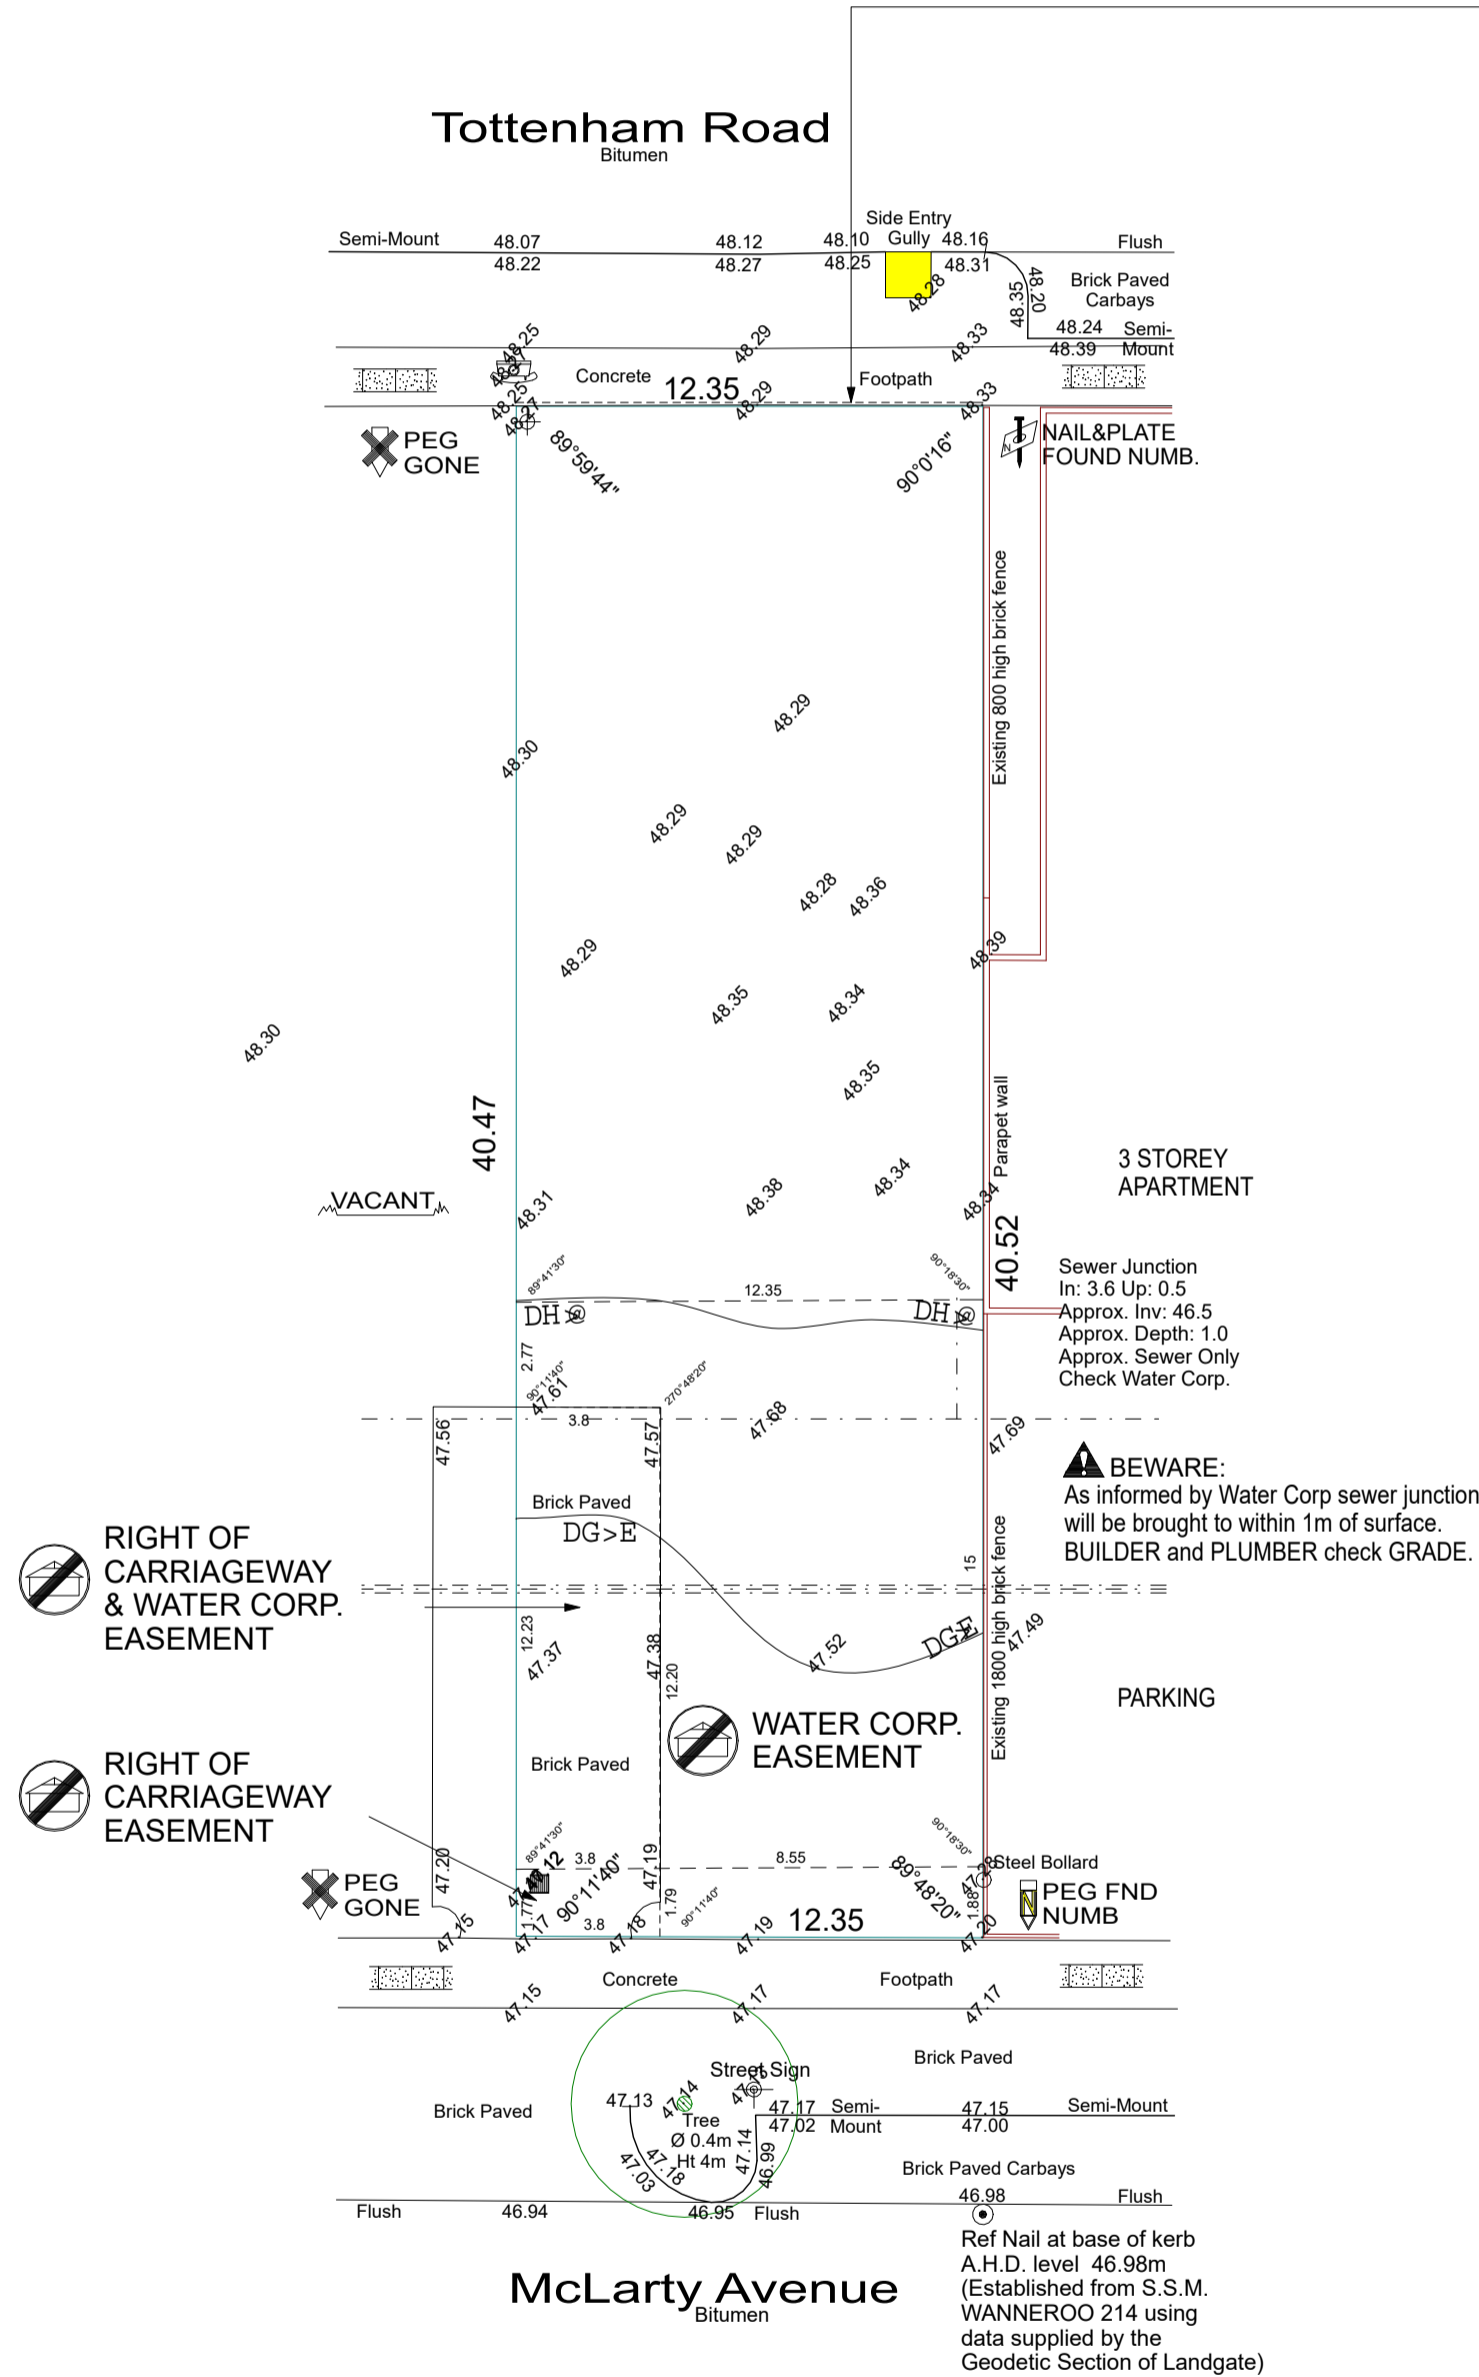 Tottenham Road
Bitumen
Side Entry
Gully
Semi-Mount
48.07
48.12
48.10
48.16
Flush
48.22
48.27
48.25
48.31
48.28
48.20
48.35
Brick Paved
Carbays
48.24
Semi-
48.39
Mount
48.25
48.27
48.29
48.33
Concrete
12.35
Footpath
48.25
48.27
48.29
48.33
PEG
GONE
89°59'44"
90°0'16"
NAIL&PLATE
FOUND NUMB.
N
Existing 800 high brick fence
48.29
48.30
48.29
48.29
48.28
48.36
48.29
48.39
48.35
48.34
48.30
48.35
40.47
Parapet wall
3 STOREY
APARTMENT
VACANT
48.31
48.38
48.34
48.34
40.52
89°41'30"
12.35
90°18'30"
DH>S
DH>S
Sewer Junction
In: 3.6 Up: 0.5
Approx. Inv: 46.5
Approx. Depth: 1.0
Approx. Sewer Only
Check Water Corp.
2.77
90°11'40"
47.61
270°48'20"
3.8
47.68
47.56
47.57
47.69
BEWARE:
As informed by Water Corp sewer junction
will be brought to within 1m of surface.
BUILDER and PLUMBER check GRADE.
Brick Paved
DG>E
RIGHT OF
CARRIAGEWAY
& WATER CORP.
EASEMENT
15
Existing 1800 high brick fence
12.23
47.37
47.38
12.20
47.52
DG>E
47.49
PARKING
WATER CORP.
EASEMENT
Brick Paved
RIGHT OF
CARRIAGEWAY
EASEMENT
89°41'30"
3.8
8.55
90°18'30"
47.20
47.12
47.19
90°11'40"
89°48'20"
47.28
Steel Bollard
PEG
GONE
PEG FND
NUMB
1.77
1.79
90°11'40"
1.88
47.15
47.17
3.8
47.18
47.19
12.35
47.20
Concrete
Footpath
47.15
47.17
47.17
Brick Paved
Street Sign
47.13
47.14
Brick Paved
Tree
Ø 0.4m
Ht 4m
47.17
Semi-
47.15
Semi-Mount
47.02
Mount
47.00
47.03
47.18
47.14
46.99
Brick Paved Carbays
Flush
46.94
46.95
Flush
46.98
Flush
Ref Nail at base of kerb
A.H.D. level 46.98m
(Established from S.S.M.
WANNEROO 214 using
data supplied by the
Geodetic Section of Landgate)
McLarty Avenue
Bitumen